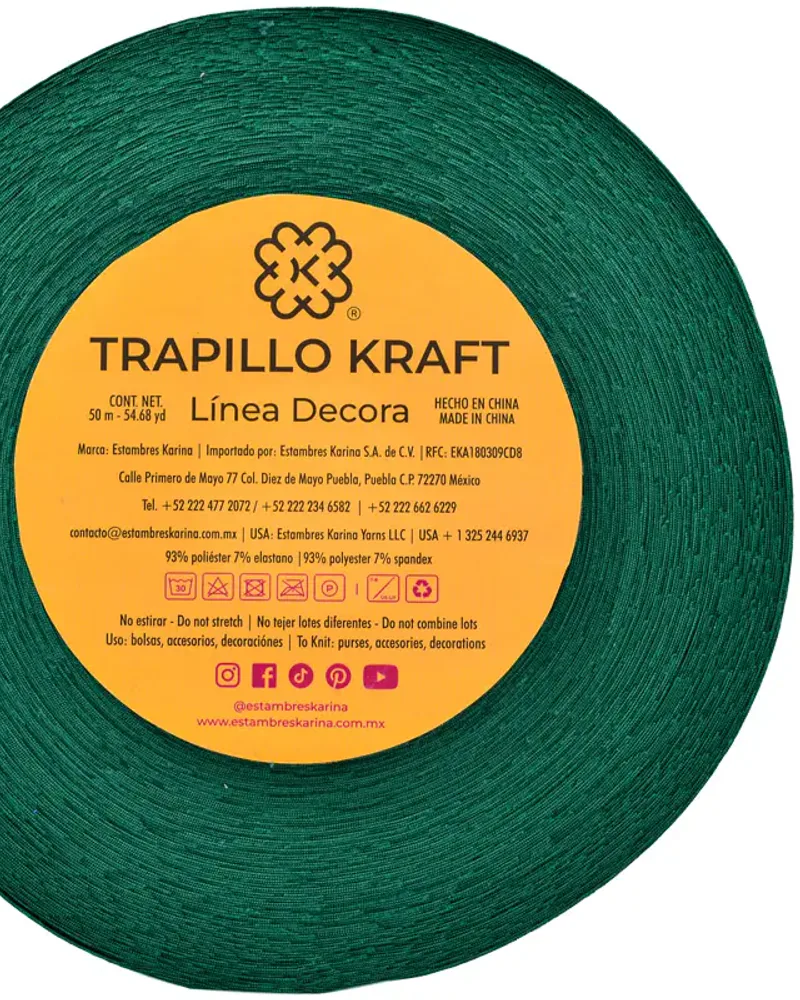 K
®
TRAPILLO KRAFT
CONT. NET.
50 m - 54.68 yd
Línea Decora
HECHO EN CHINA
MADE IN CHINA
Marca: Estambres Karina | Importado por: Estambres Karina S.A. de C.V. | RFC: EKA180309CD8
Calle Primero de Mayo 77 Col. Diez de Mayo Puebla, Puebla C.P. 72270 México
Tel. +52 222 477 2072 / +52 222 234 6582 | +52 222 662 6229
contacto@estambreskarina.com.mx | USA: Estambres Karina Yarns LLC | USA + 1 325 244 6937
93% poliéster 7% elastano | 93% polyester 7% spandex
30 P
No estirar - Do not stretch | No tejer lotes diferentes - Do not combine lots
Uso: bolsas, accesorios, decoraciónes | To Knit: purses, accesories, decorations
@estambreskarina
www.estambreskarina.com.mx